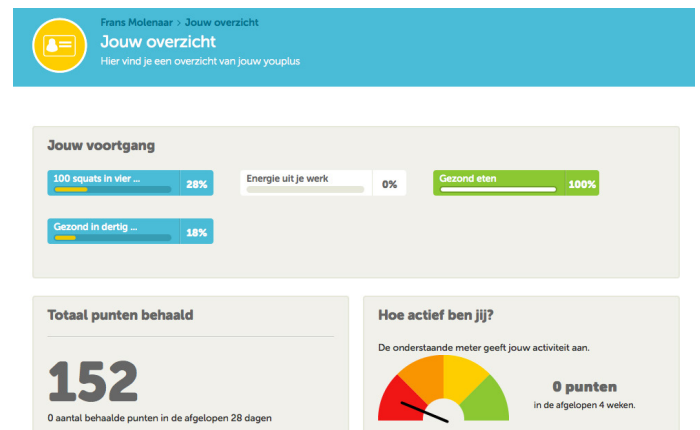 Frans Molenaar > Jouw overzicht
Jouw overzicht
Hier vind je een overzicht van jouw youplus
Jouw voortgang
100 squats in vier ...
28%
Energie uit je werk
0%
Gezond eten
100%
Gezond in dertig ...
18%
Totaal punten behaald
152
0 aantal behaalde punten in de afgelopen 28 dagen
Hoe actief ben jij?
De onderstaande meter geeft jouw activiteit aan.
0 punten
in de afgelopen 4 weken.